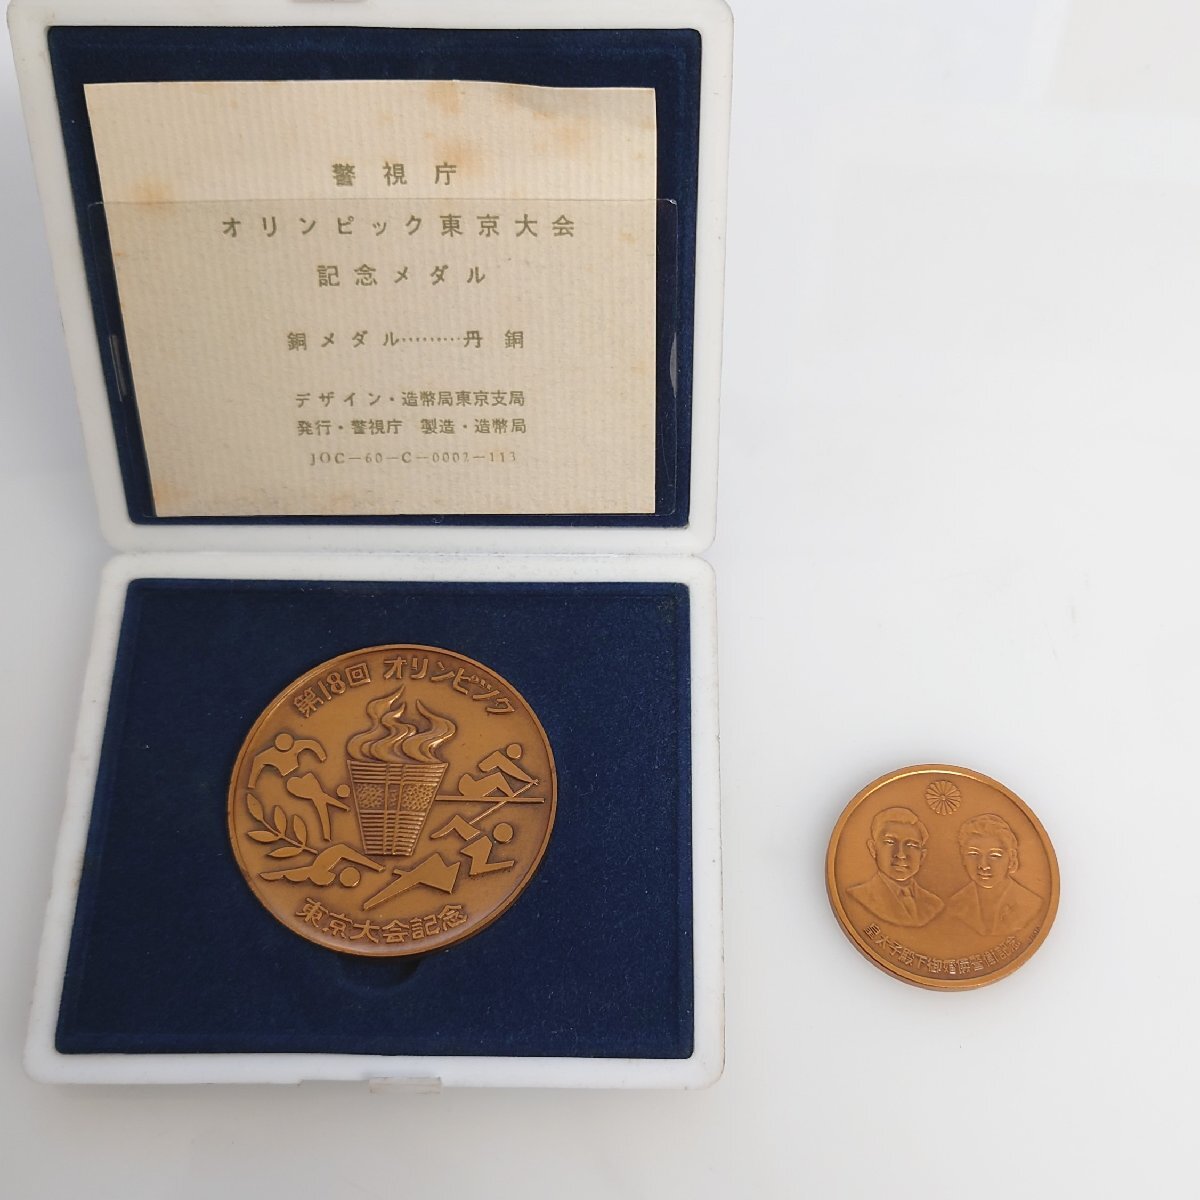 警視庁
オリンピック東京大会
記念メダル
銅メダル………丹銅
デザイン・造幣局東京支局
発行・警視庁 製造・造幣局
JOC-60-C-0002-113
第18回 オリンピック
東京大会記念
皇太子殿下御婚儀警衛記念